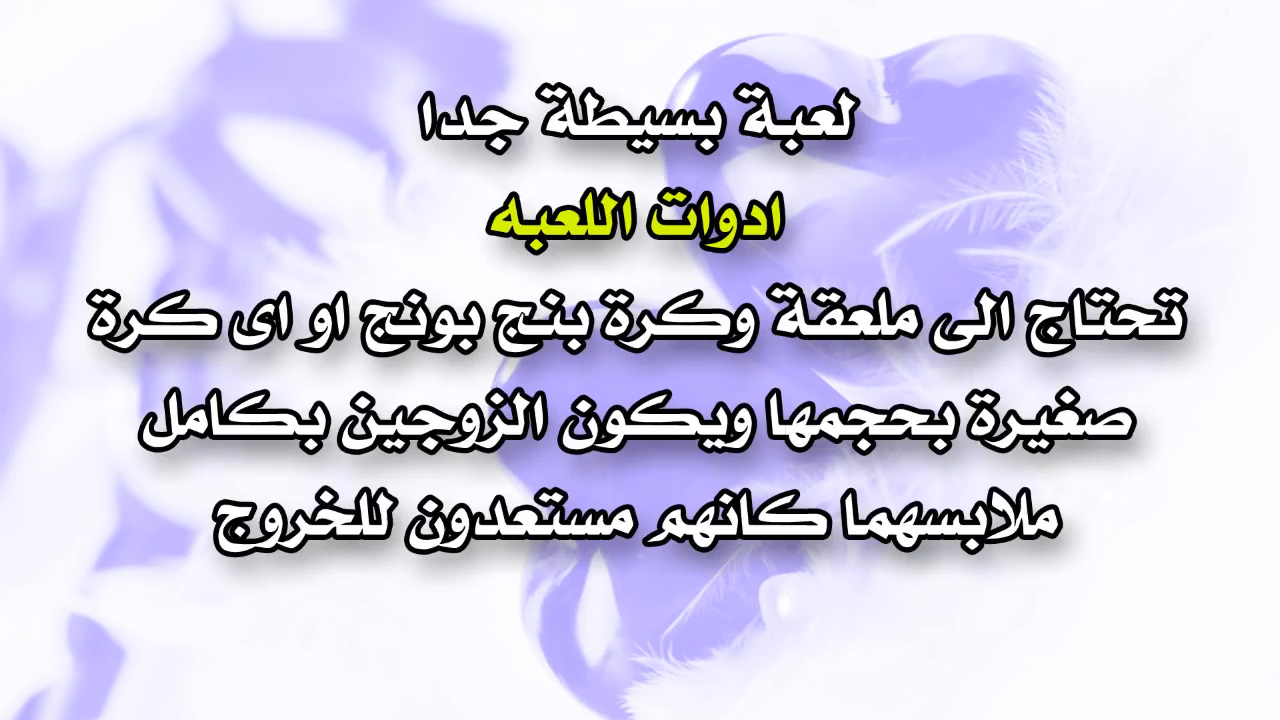 لعبة بسيطة جدا
ادوات اللعبه
تحتاج الى ملعقة وكرة بنج بونج او اى كرة
صغيرة بحجمها ويكون الزوجين بكامل
ملابسهما كانهم مستعدون للخروج